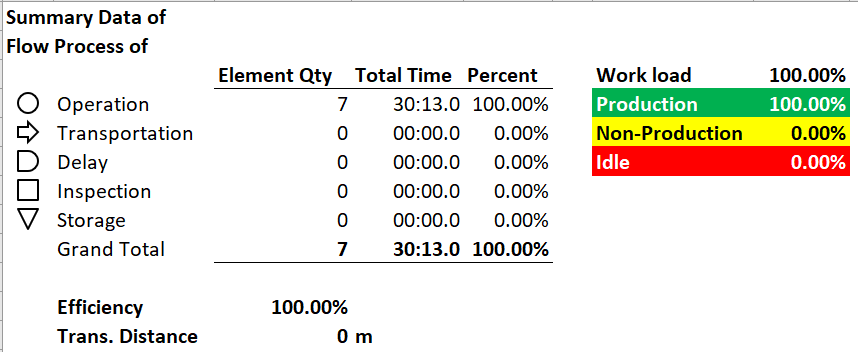 Summary Data of
Flow Process of
Element Qty Total Time Percent Work load 100.00%
Operation 7 30:13.0 100.00% Production 100.00%
Transportation 0 00:00.0 0.00% Non-Production 0.00%
Delay 0 00:00.0 0.00% Idle 0.00%
Inspection 0 00:00.0 0.00%
Storage 0 00:00.0 0.00%
Grand Total 7 30:13.0 100.00%
Efficiency 100.00%
Trans. Distance 0 m